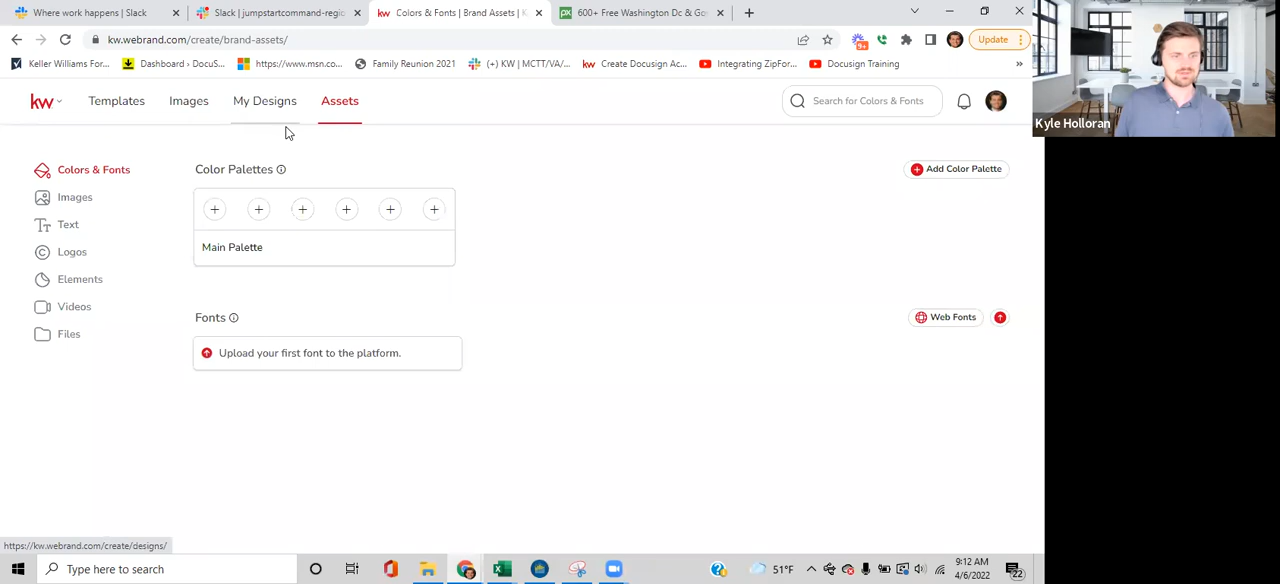 Where work happens | Slack
Slack | jumpstartcommand-regio
Colors & Fonts | Brand Assets | K
600+ Free Washington Dc & Go
kw.webrand.com/create/brand-assets/
Update
9+
Keller Williams For...
Dashboard › DocuS...
https://www.msn.co...
Family Reunion 2021
(+) KW | MCTT/VA/...
Create Docusign Ac...
Integrating ZipFor...
Docusign Training
»
kw
Templates
Images
My Designs
Assets
Search for Colors & Fonts
Kyle Holloran
Colors & Fonts
Images
Text
Logos
Elements
Videos
Files
Color Palettes
Add Color Palette
Main Palette
Fonts
Web Fonts
Upload your first font to the platform.
https://kw.webrand.com/create/designs/
Type here to search
51°F
9:12 AM
4/6/2022
22